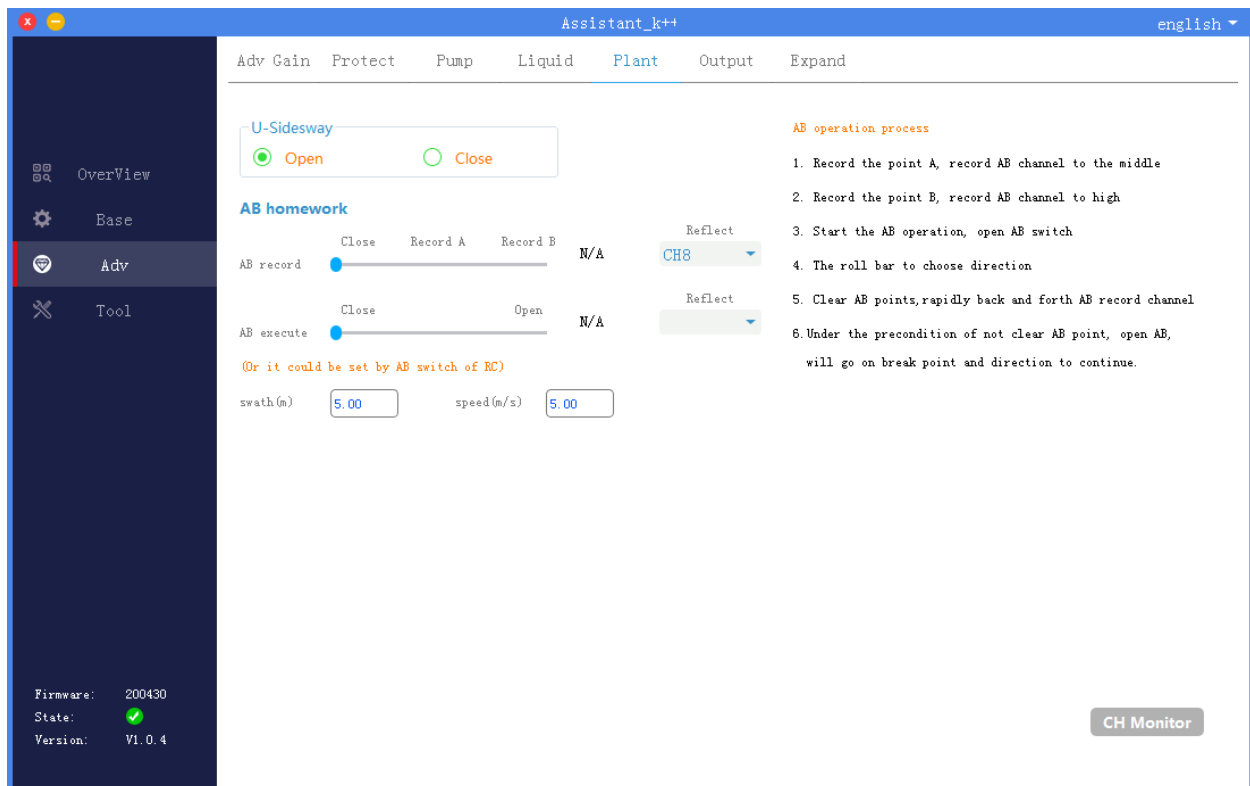 x
Assistant_k++
english
OverView
Base
Adv
Tool
Firmware: 200430
State:
Version: V1.0.4
Adv Gain Protect Pump Liquid Plant Output Expand
U-Sidesway
Open Close
AB homework
Close Record A Record B
AB record
N/A
Reflect
CH8
Close Open
AB execute
N/A
Reflect
(Or it could be set by AB switch of RC)
swath(m) 5.00 speed(m/s) 5.00
AB operation process
1. Record the point A, record AB channel to the middle
2. Record the point B, record AB channel to high
3. Start the AB operation, open AB switch
4. The roll bar to choose direction
5. Clear AB points,rapidly back and forth AB record channel
6.Under the precondition of not clear AB point, open AB,
will go on break point and direction to continue.
CH Monitor